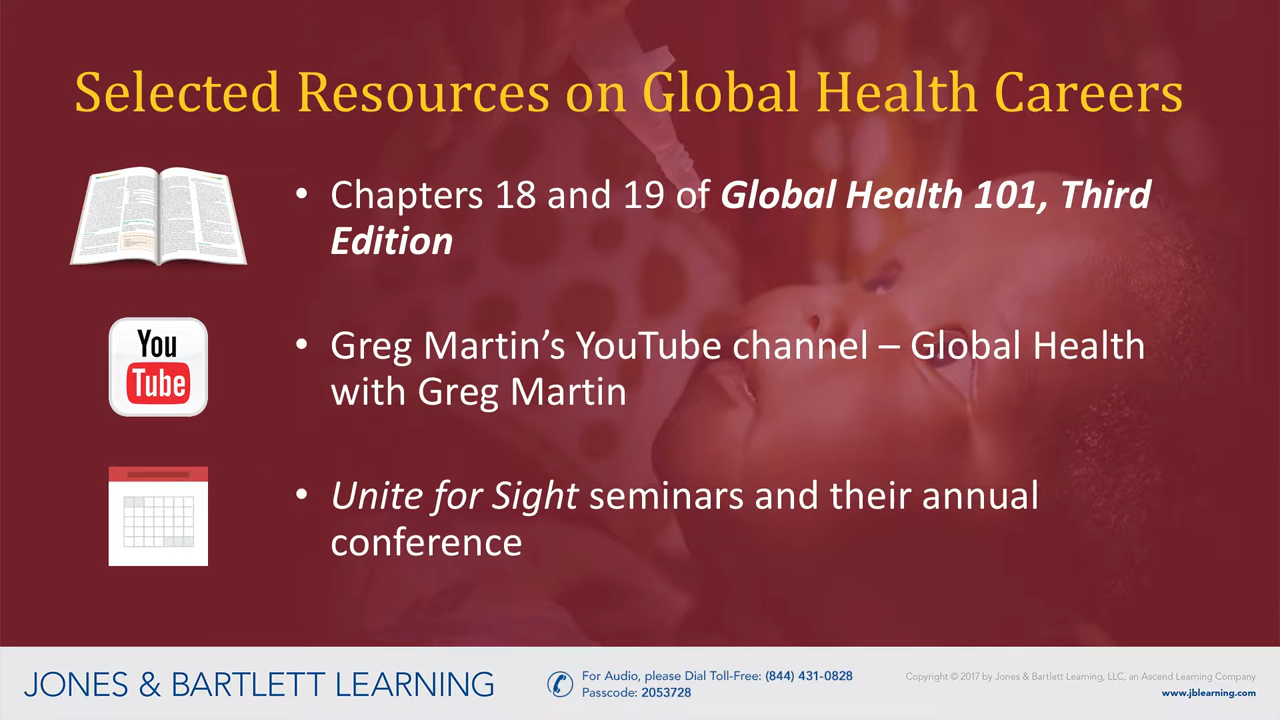 Selected Resources on Global Health Careers
• Chapters 18 and 19 of Global Health 101, Third
Edition
You
Tube
• Greg Martin’s YouTube channel – Global Health
with Greg Martin
• Unite for Sight seminars and their annual
conference
JONES & BARTLETT LEARNING
For Audio, please Dial Toll-Free: (844) 431-0828
Passcode: 2053728
Copyright © 2017 by Jones & Bartlett Learning, LLC, an Ascend Learning Company
www.jblearning.com